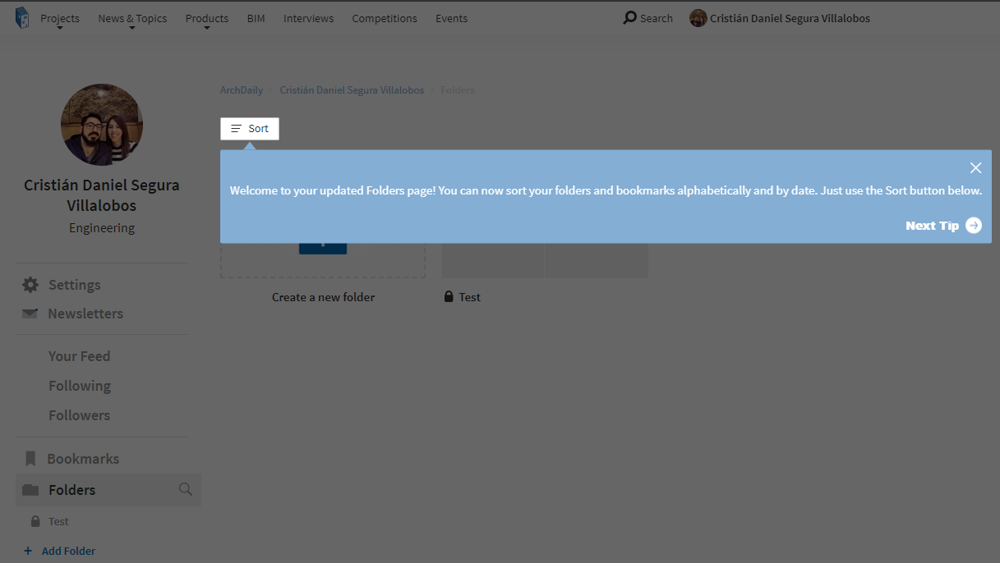 Projects News & Topics Products BIM Interviews Competitions Events Search Cristián Daniel Segura Villalobos
ArchDaily Cristián Daniel Segura Villalobos Folders
Sort
Welcome to your updated Folders page! You can now sort your folders and bookmarks alphabetically and by date. Just use the Sort button below.
Next Tip
Create a new folder Test
Cristián Daniel Segura
Villalobos
Engineering
Settings
Newsletters
Your Feed
Following
Followers
Bookmarks
Folders
Test
+ Add Folder